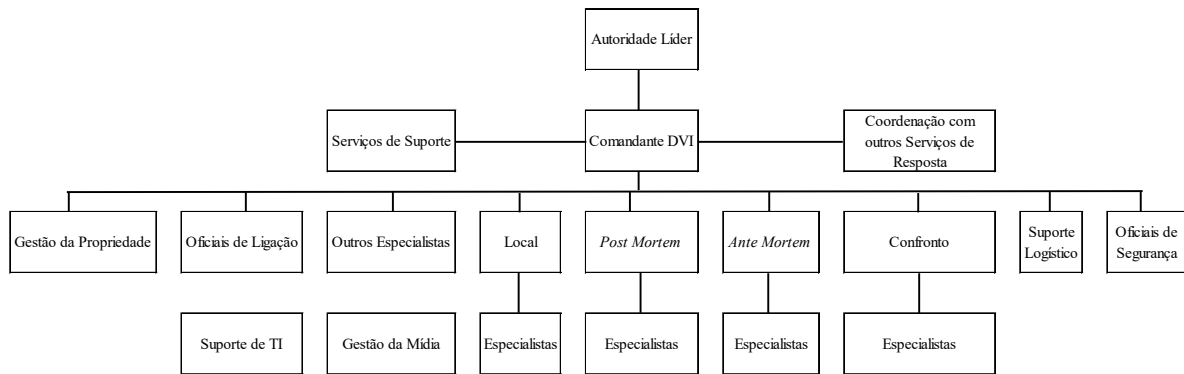 Autoridade Líder
Serviços de Suporte
Comandante DVI
Coordenação com
outros Serviços de
Resposta
Gestão da Propriedade
Oficiais de Ligação
Outros Especialistas
Local
Post Mortem
Ante Mortem
Confronto
Suporte
Logístico
Oficiais de
Segurança
Suporte de TI
Gestão da Mídia
Especialistas
Especialistas
Especialistas
Especialistas